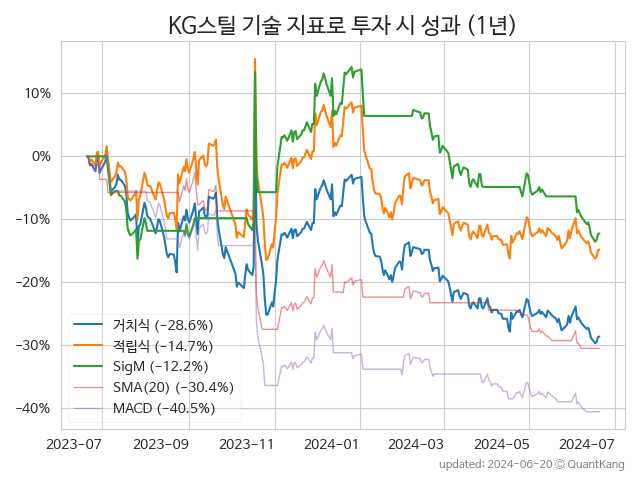 KG스틸 기술 지표로 투자 시 성과 (1년)
10%
0%
−10%
−20%
−30%
−40%
거치식 (−28.6%)
적립식 (−14.7%)
SigM (−12.2%)
SMA(20) (−30.4%)
MACD (−40.5%)
2023−07
2023−09
2023−11
2024−01
2024−03
2024−05
2024−07
updated: 2024−06−20 © QuantKang